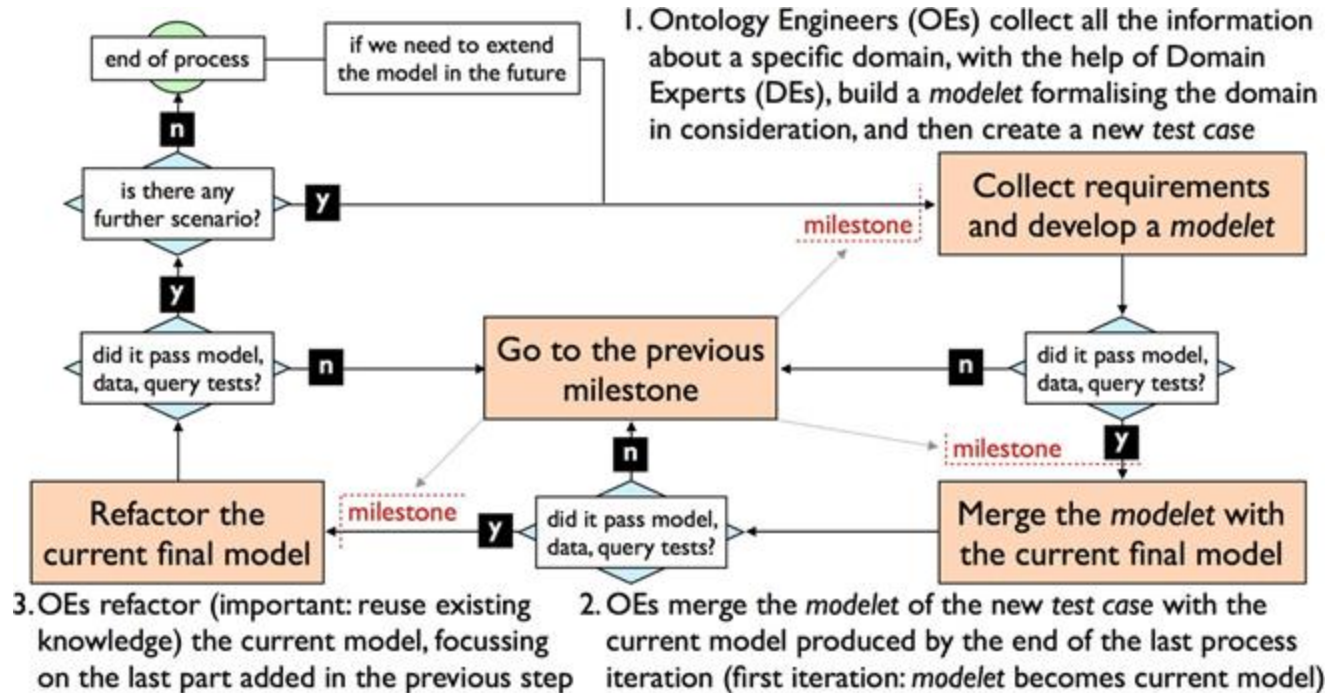 1. Ontology Engineers (OEs) collect all the information
about a specific domain, with the help of Domain
Experts (DEs), build a modelet formalising the domain
in consideration, and then create a new test case
end of process
if we need to extend
the model in the future
n
is there any
further scenario?
y
milestone
Collect requirements
and develop a modelet
y
did it pass model,
data, query tests?
n
Go to the previous
milestone
n
did it pass model,
data, query tests?
y
milestone
Refactor the
current final model
milestone
y
n
did it pass model,
data, query tests?
Merge the modelet with
the current final model
3. OEs refactor (important: reuse existing
knowledge) the current model, focussing
on the last part added in the previous step
2. OEs merge the modelet of the new test case with the
current model produced by the end of the last process
iteration (first iteration: modelet becomes current model)